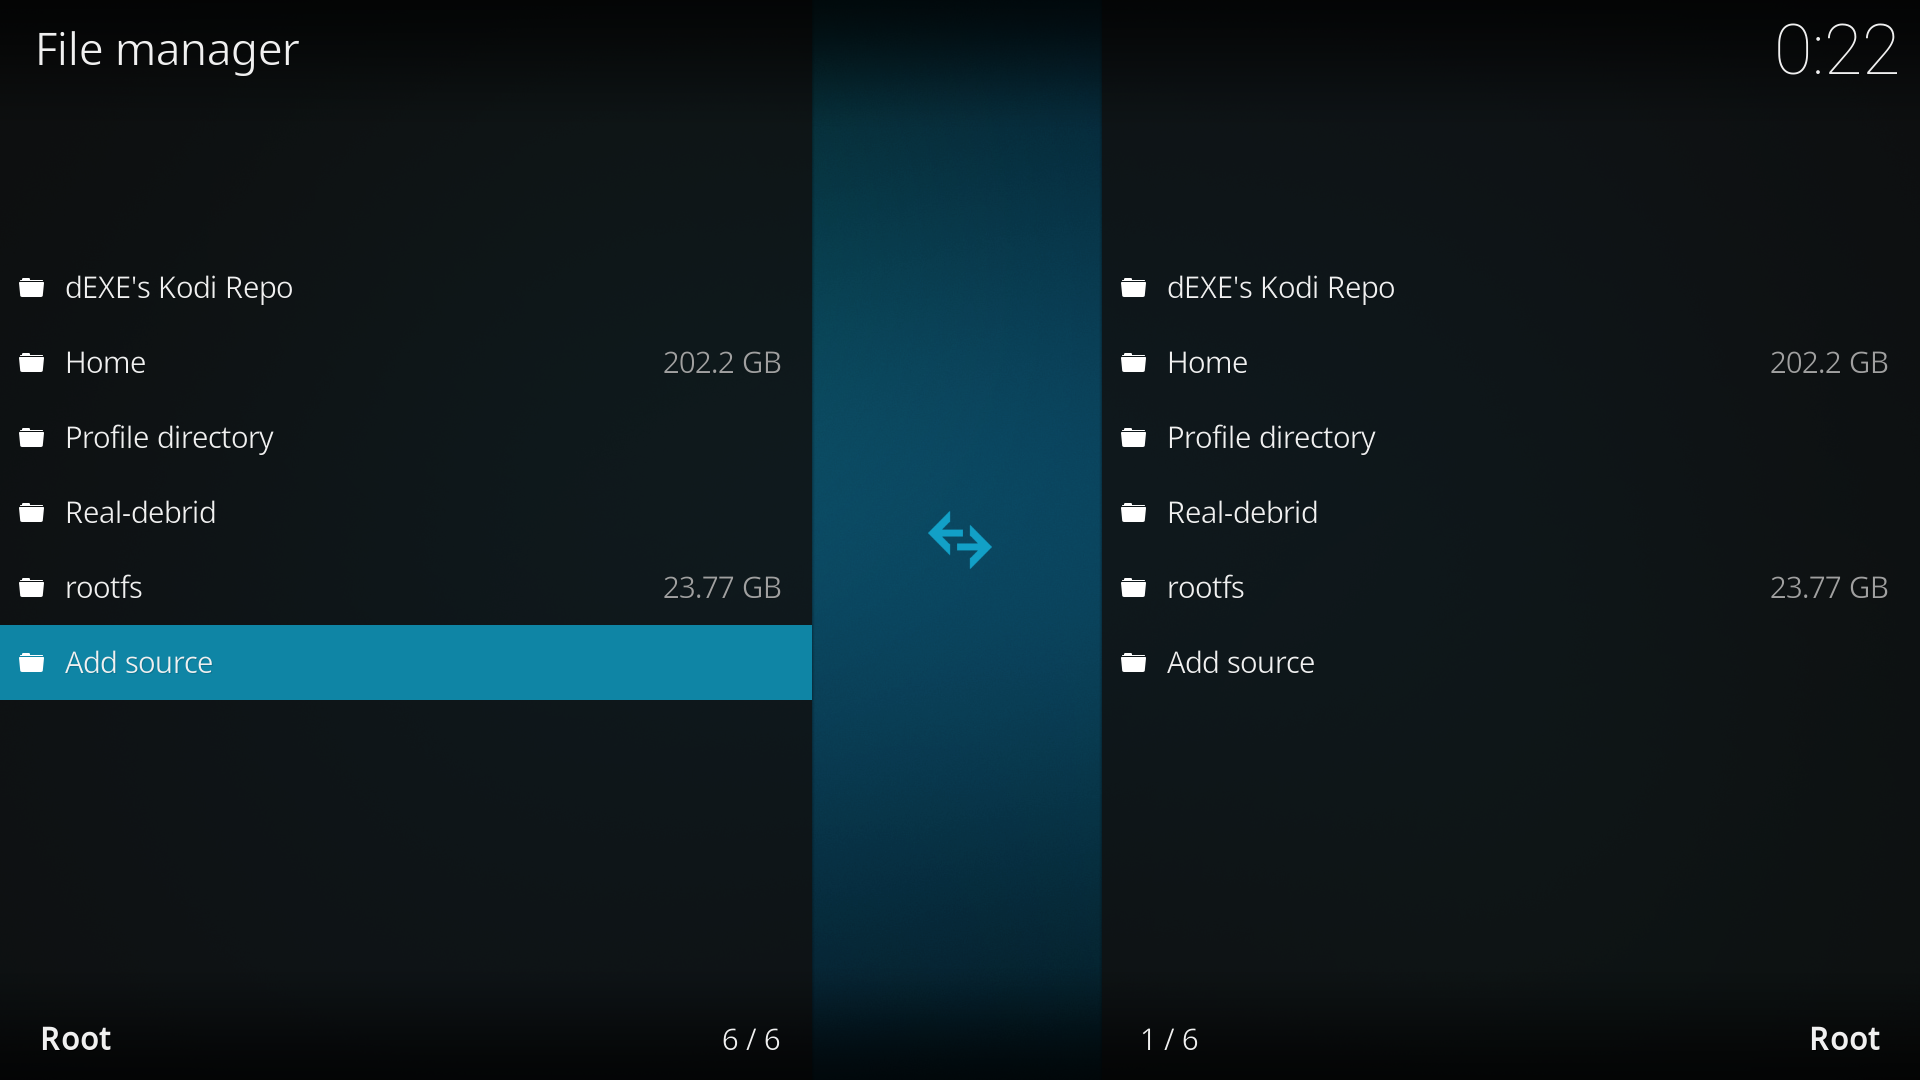 File manager
0:22
dEXE's Kodi Repo
Home 202.2 GB
Profile directory
Real-debrid
rootfs 23.77 GB
Add source
dEXE's Kodi Repo
Home 202.2 GB
Profile directory
Real-debrid
rootfs 23.77 GB
Add source
Root 6 / 6
1 / 6 Root